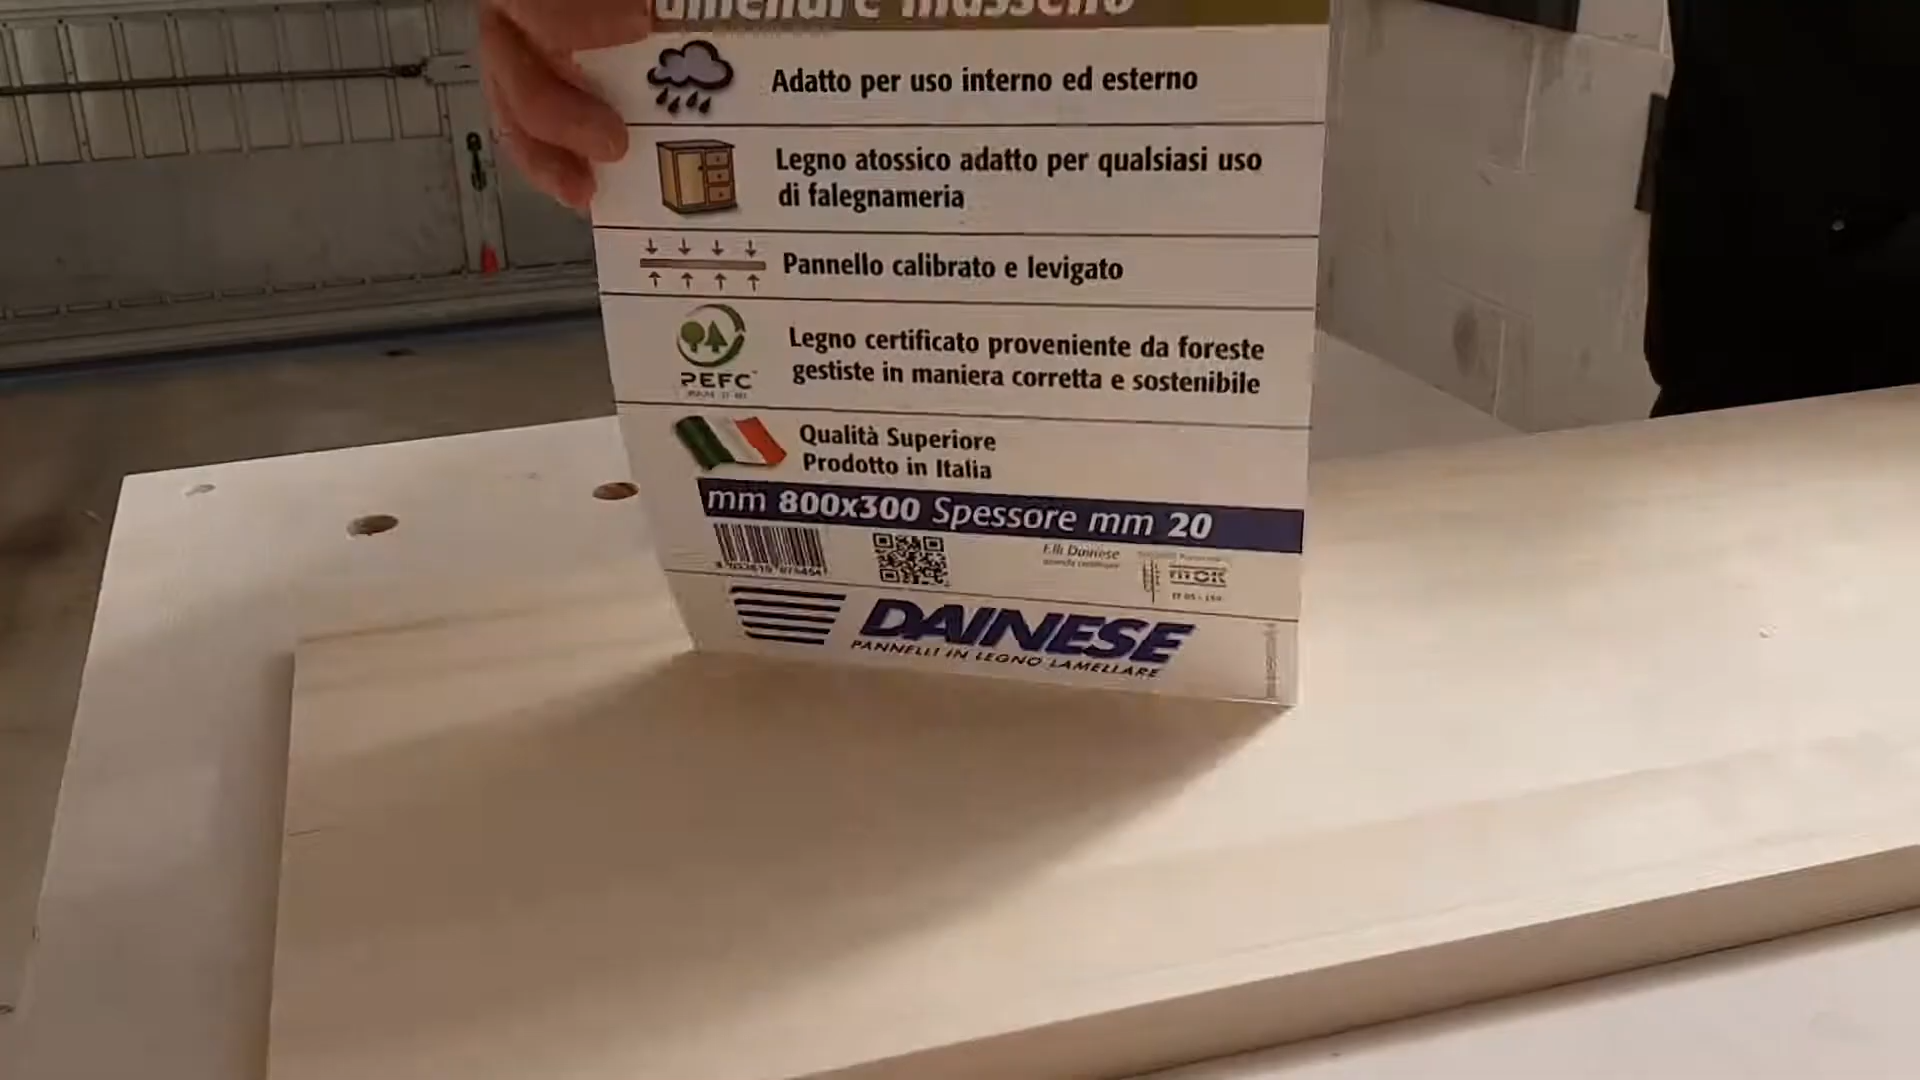 lamellare massello
Adatto per uso interno ed esterno
Legno atossico adatto per qualsiasi uso
di falegnameria
Pannello calibrato e levigato
PEFC
Legno certificato proveniente da foreste
gestiste in maniera corretta e sostenibile
Qualità Superiore
Prodotto in Italia
mm 800x300 Spessore mm 20
F.lli Dainese
DAINESE
PANNELLI IN LEGNO LAMELLARE